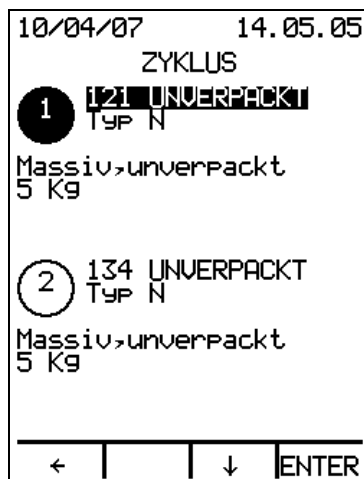 10/04/07 14.05.05
ZYKLUS
1 121 UNVERPACKT
Typ N
Massiv,unverpackt
5 Kg
2 134 UNVERPACKT
Typ N
Massiv,unverpackt
5 Kg
← ↓ ENTER